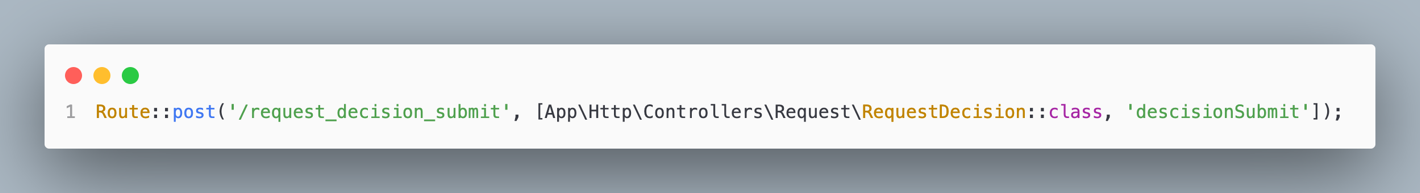 1 Route::post('/request_decision_submit', [App\Http\Controllers\Request\RequestDecision::class, 'descisionSubmit']);